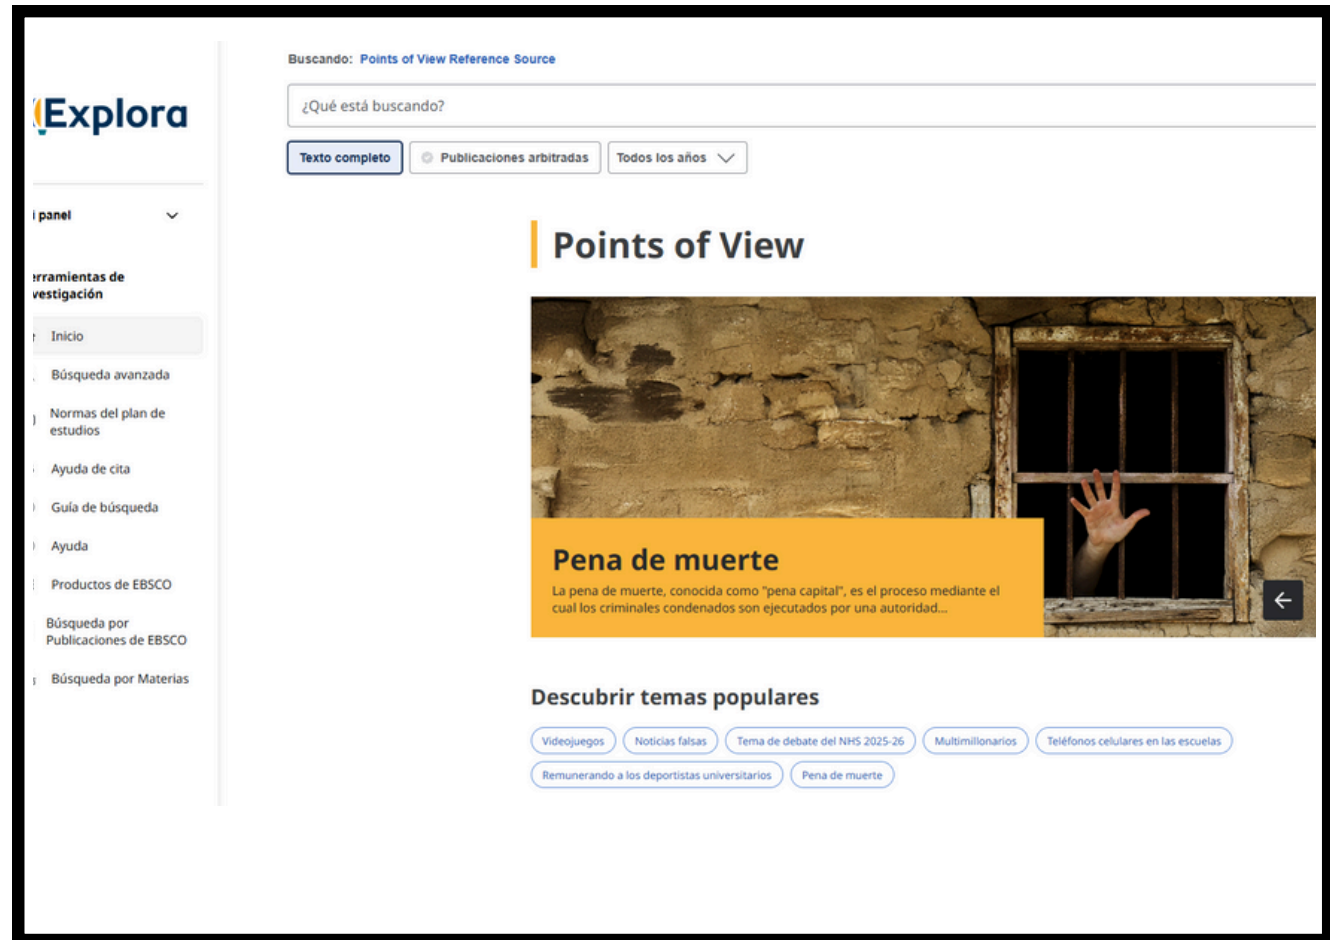 Buscando: Points of View Reference Source
Explora
¿Qué está buscando?
Texto completo
Publicaciones arbitradas
Todos los años
panel
Points of View
erramientas de
vestigación
Inicio
Búsqueda avanzada
Normas del plan de
estudios
Ayuda de cita
Guía de búsqueda
Ayuda
Productos de EBSCO
Búsqueda por
Publicaciones de EBSCO
Búsqueda por Materias
Pena de muerte
La pena de muerte, conocida como "pena capital", es el proceso mediante el
cual los criminales condenados son ejecutados por una autoridad...
Descubrir temas populares
Videojuegos
Noticias falsas
Tema de debate del NHS 2025-26
Multimillonarios
Teléfonos celulares en las escuelas
Remunerando a los deportistas universitarios
Pena de muerte